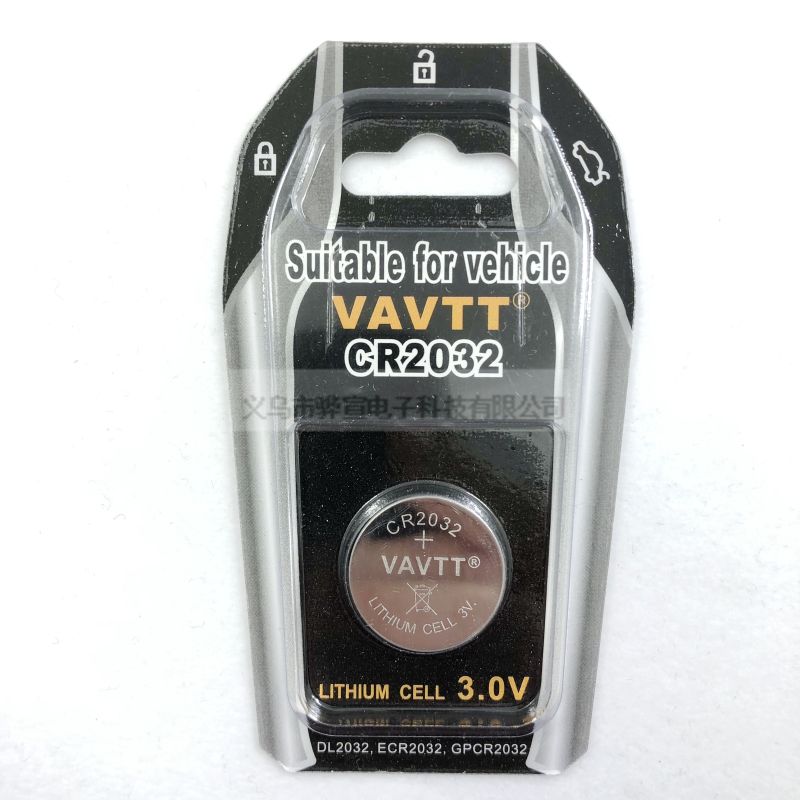 Suitable for vehicle
VAVTT®
CR2032
义乌市骅宣电子科技有限公司
CR2032
+
VAVTT®
LITHIUM CELL 3V.
LITHIUM CELL 3.0V
DL2032, ECR2032, GPCR2032